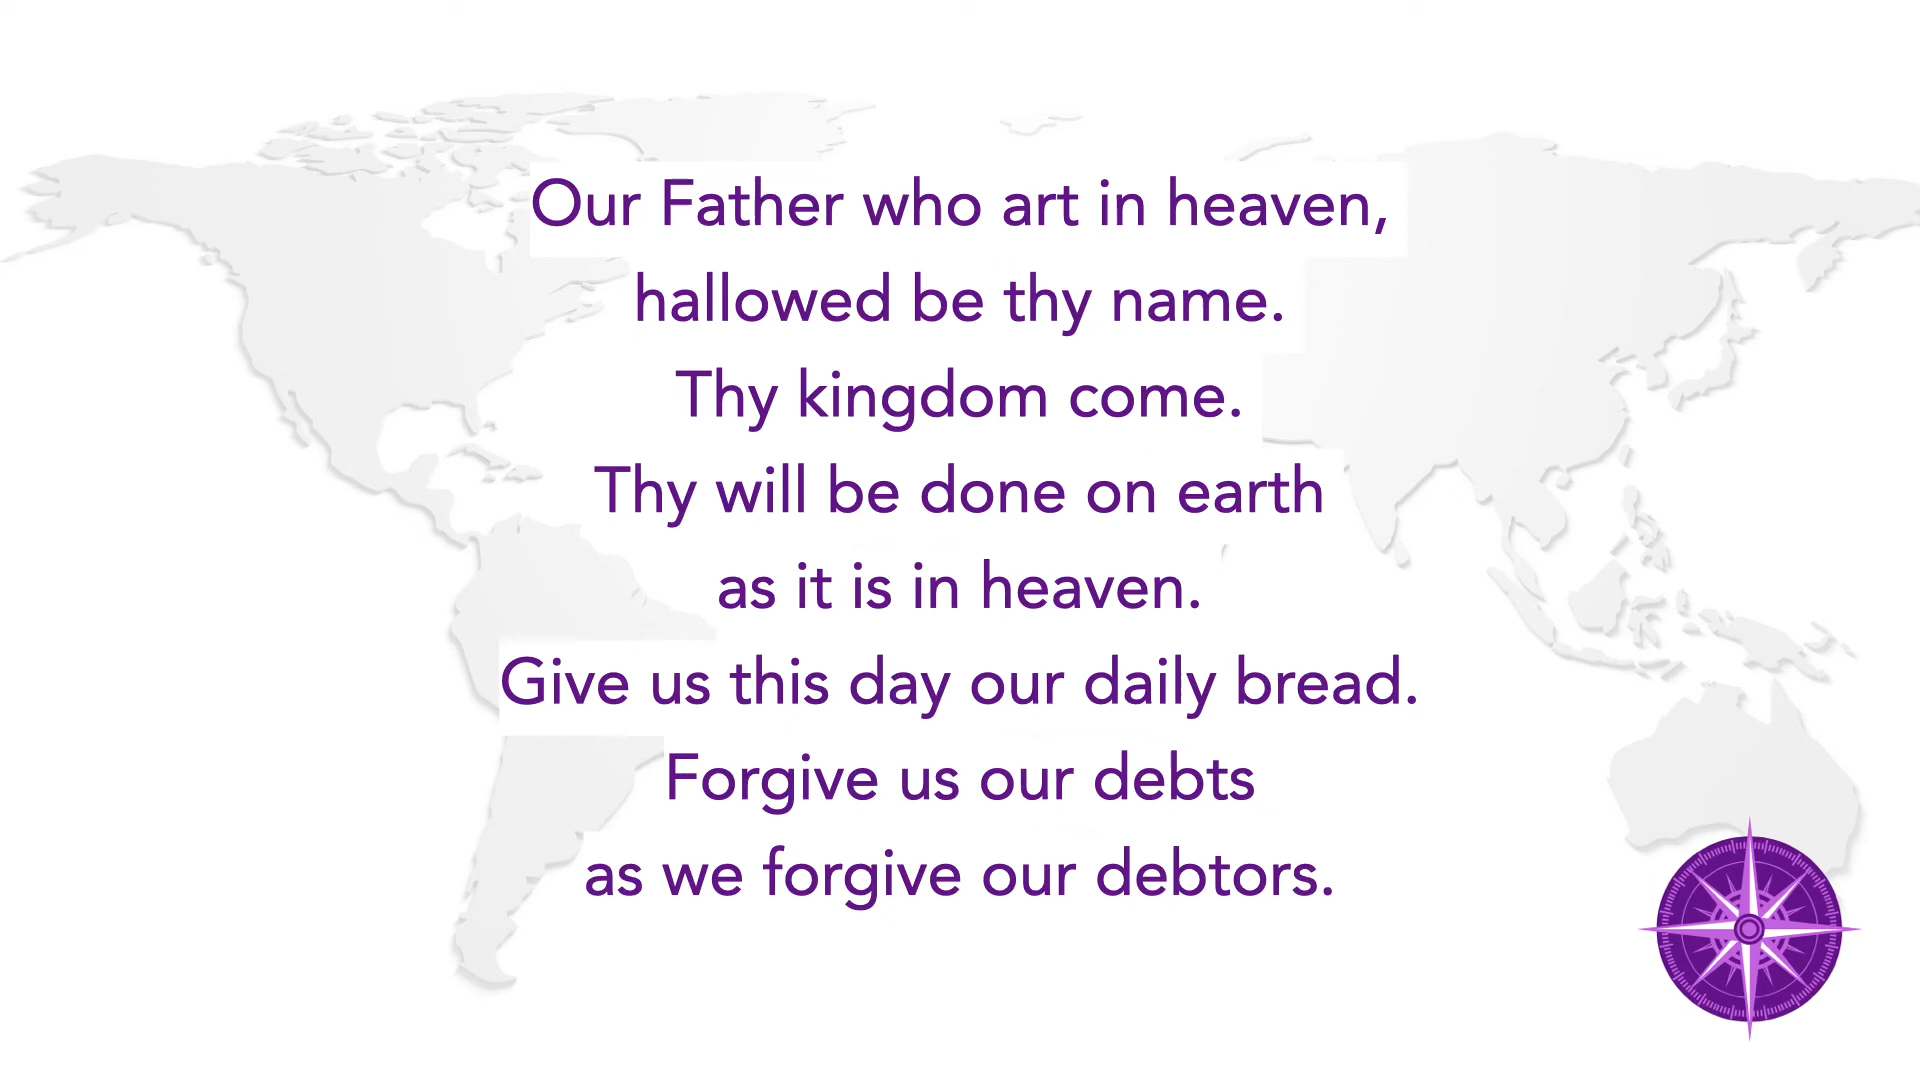 Our Father who art in heaven,
hallowed be thy name.
Thy kingdom come.
Thy will be done on earth
as it is in heaven.
Give us this day our daily bread.
Forgive us our debts
as we forgive our debtors.